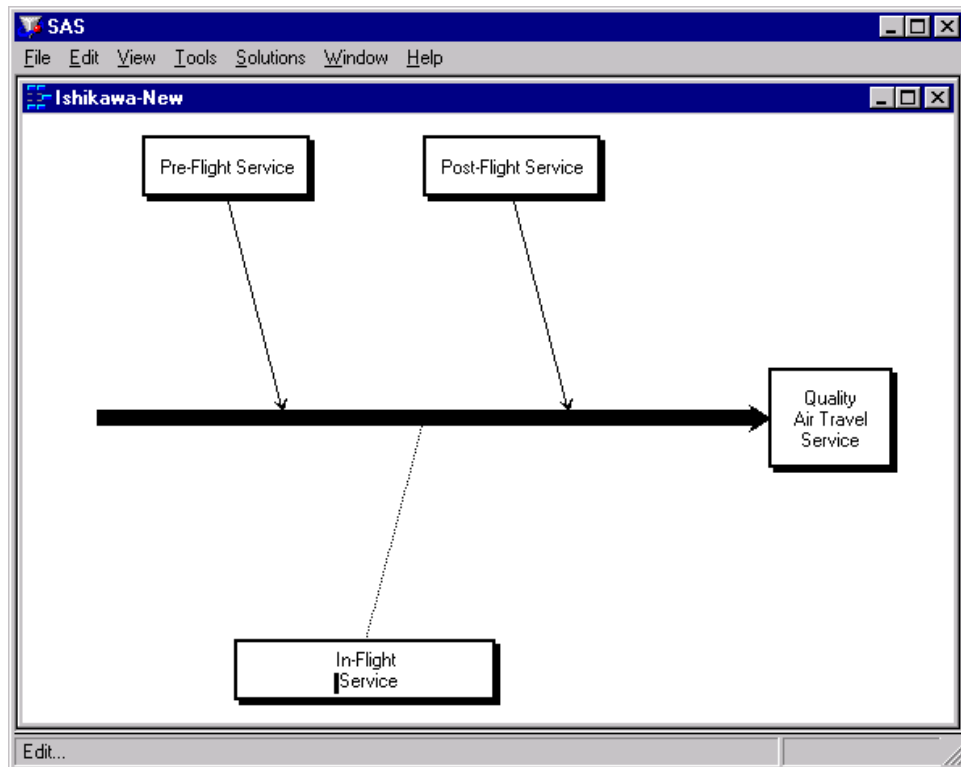 SAS
File Edit View Tools Solutions Window Help
Ishikawa-New
Pre-Flight Service
Post-Flight Service
Quality
Air Travel
Service
In-Flight
Service
Edit...